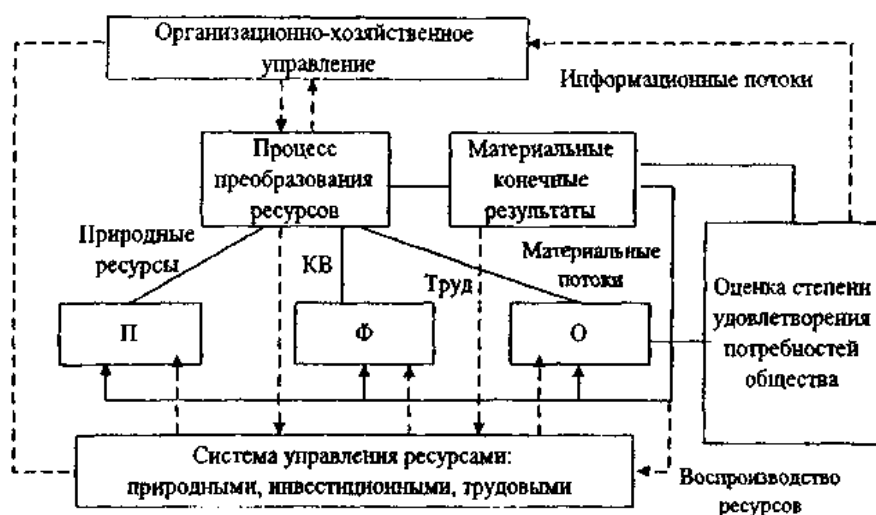 Организационно-хозяйственное
управление
Информационные потоки
Процесс
преобразования
ресурсов
Материальные
конечные
результаты
Природные
ресурсы
КВ
Труд
Материальные
потоки
П
Ф
О
Оценка степени
удовлетворения
потребностей
общества
Система управления ресурсами:
природными, инвестиционными, трудовыми
Воспроизводство
ресурсов